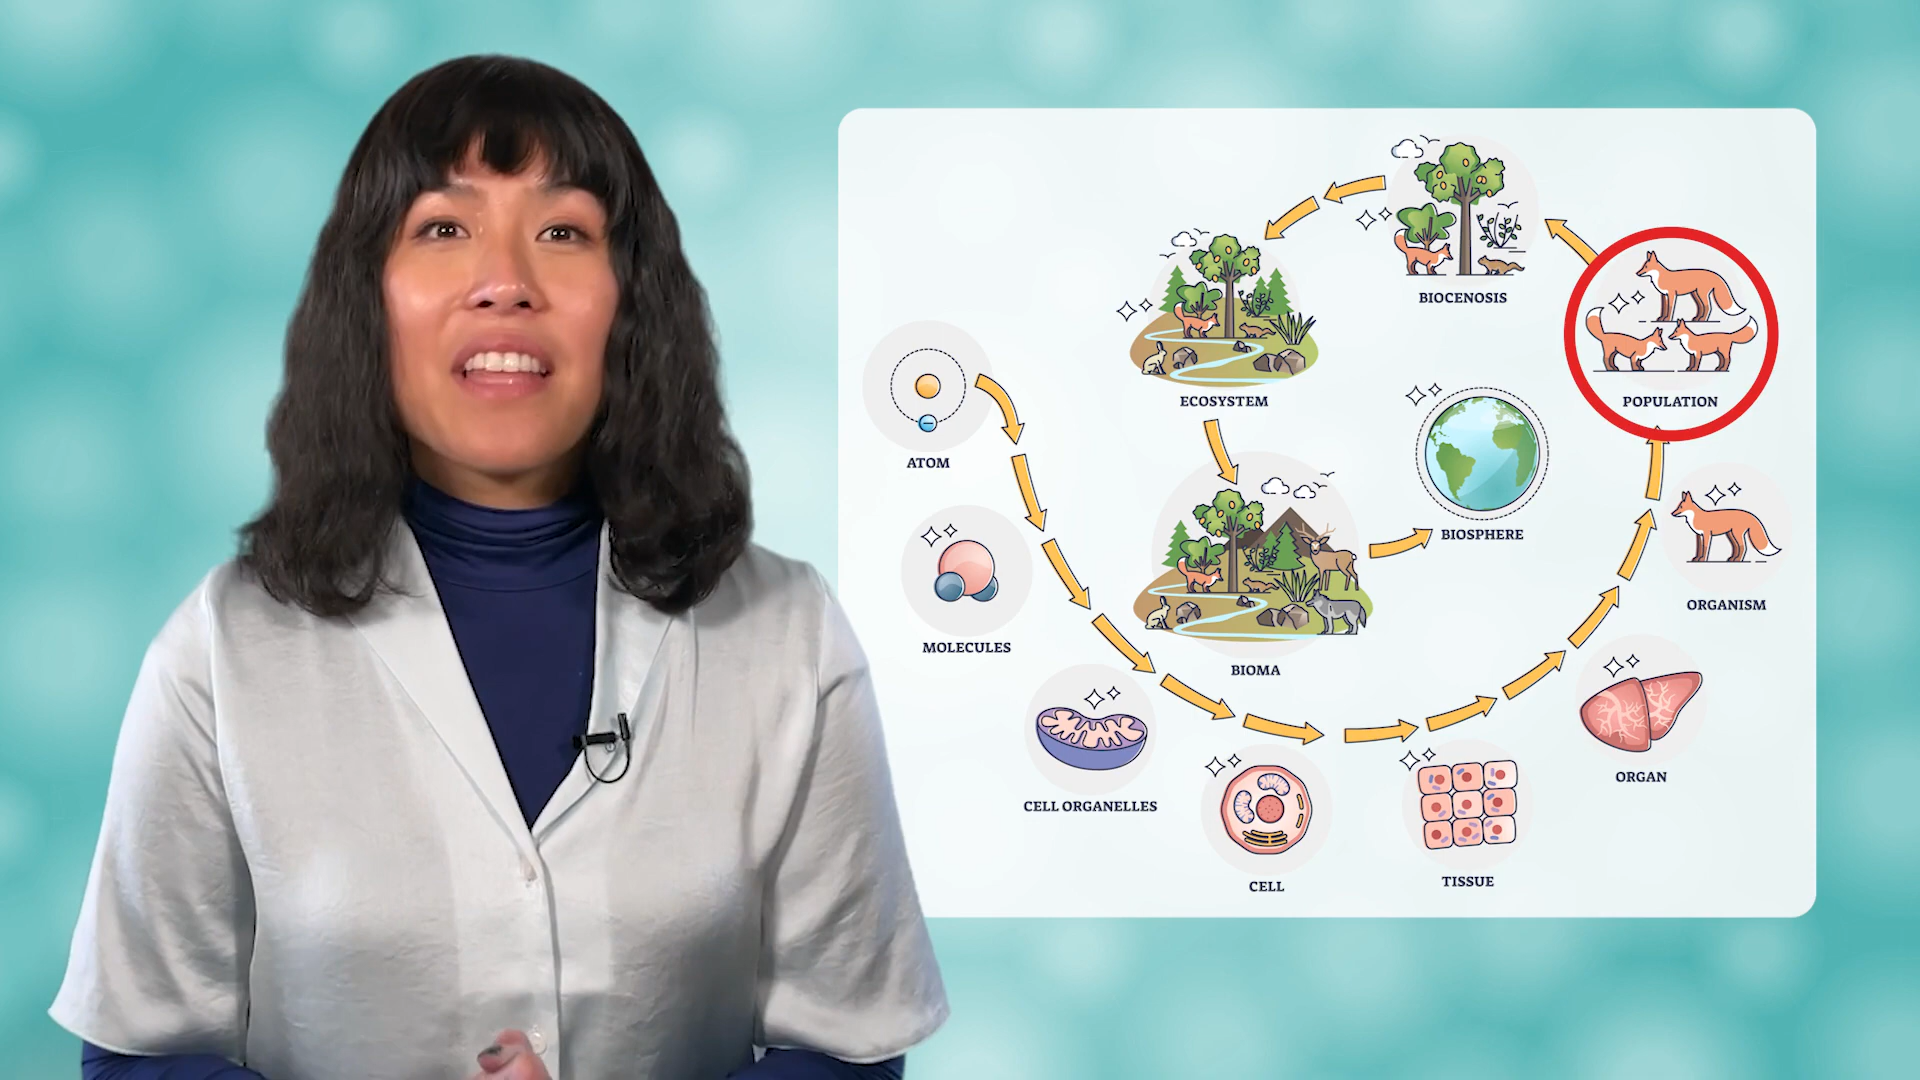 ATOM
MOLECULES
CELL ORGANELLES
CELL
TISSUE
ORGAN
ORGANISM
POPULATION
BIOCENOSIS
ECOSYSTEM
BIOMA
BIOSPHERE